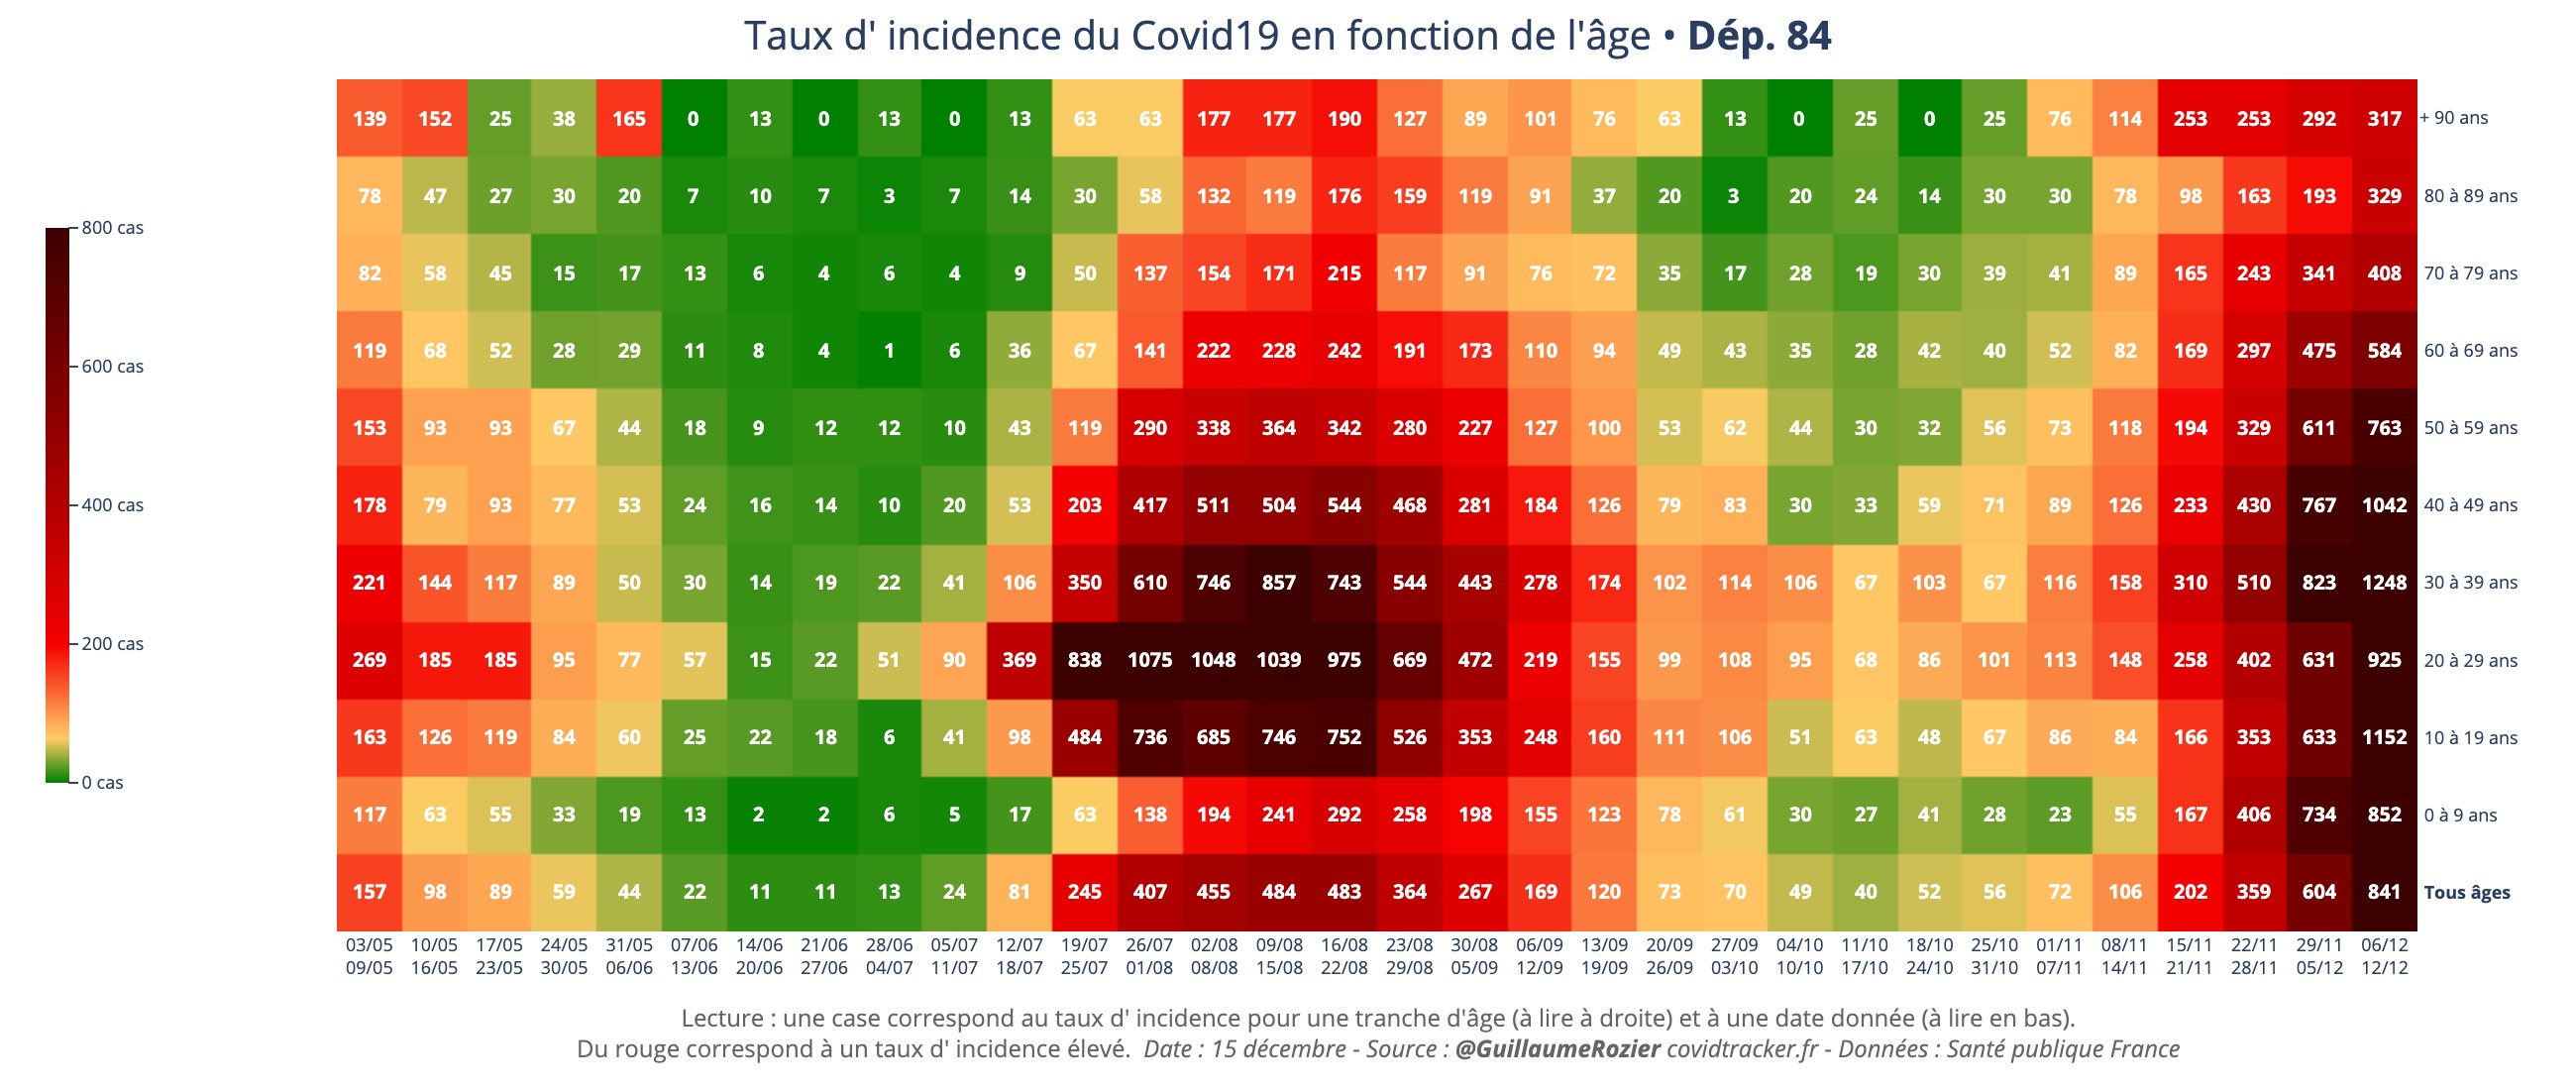 Taux d' incidence du Covid19 en fonction de l'âge • Dép. 84
800 cas
600 cas
400 cas
200 cas
0 cas
139 152 25 38 165 0 13 0 13 0 13 63 63 177 177 190 127 89 101 76 63 13 0 25 0 25 76 114 253 253 292 317 + 90 ans
78 47 27 30 20 7 10 7 3 7 14 30 58 132 119 176 159 119 91 37 20 3 20 24 14 30 30 78 98 163 193 329 80 à 89 ans
82 58 45 15 17 13 6 4 6 4 9 50 137 154 171 215 117 91 76 72 35 17 28 19 30 39 41 89 165 243 341 408 70 à 79 ans
119 68 52 28 29 11 8 4 1 6 36 67 141 222 228 242 191 173 110 94 49 43 35 28 42 40 52 82 169 297 475 584 60 à 69 ans
153 93 93 67 44 18 9 12 12 10 43 119 290 338 364 342 280 227 127 100 53 62 44 30 32 56 73 118 194 329 611 763 50 à 59 ans
178 79 93 77 53 24 16 14 10 20 53 203 417 511 504 544 468 281 184 126 79 83 30 33 59 71 89 126 233 430 767 1042 40 à 49 ans
221 144 117 89 50 30 14 19 22 41 106 350 610 746 857 743 544 443 278 174 102 114 106 67 103 67 116 158 310 510 823 1248 30 à 39 ans
269 185 185 95 77 57 15 22 51 90 369 838 1075 1048 1039 975 669 472 219 155 99 108 95 68 86 101 113 148 258 402 631 925 20 à 29 ans
163 126 119 84 60 25 22 18 6 41 98 484 736 685 746 752 526 353 248 160 111 106 51 63 48 67 86 84 166 353 633 1152 10 à 19 ans
117 63 55 33 19 13 2 2 6 5 17 63 138 194 241 292 258 198 155 123 78 61 30 27 41 28 23 55 167 406 734 852 0 à 9 ans
157 98 89 59 44 22 11 11 13 24 81 245 407 455 484 483 364 267 169 120 73 70 49 40 52 56 72 106 202 359 604 841 Tous âges
03/05 10/05 17/05 24/05 31/05 07/06 14/06 21/06 28/06 05/07 12/07 19/07 26/07 02/08 09/08 16/08 23/08 30/08 06/09 13/09 20/09 27/09 04/10 11/10 18/10 25/10 01/11 08/11 15/11 22/11 29/11 06/12
09/05 16/05 23/05 30/05 06/06 13/06 20/06 27/06 04/07 11/07 18/07 25/07 01/08 08/08 15/08 22/08 29/08 05/09 12/09 19/09 26/09 03/10 10/10 17/10 24/10 31/10 07/11 14/11 21/11 28/11 05/12 12/12
Lecture : une case correspond au taux d' incidence pour une tranche d'âge (à lire à droite) et à une date donnée (à lire en bas).
Du rouge correspond à un taux d' incidence élevé. Date : 15 décembre - Source : @GuillaumeRozier covidtracker.fr - Données : Santé publique France